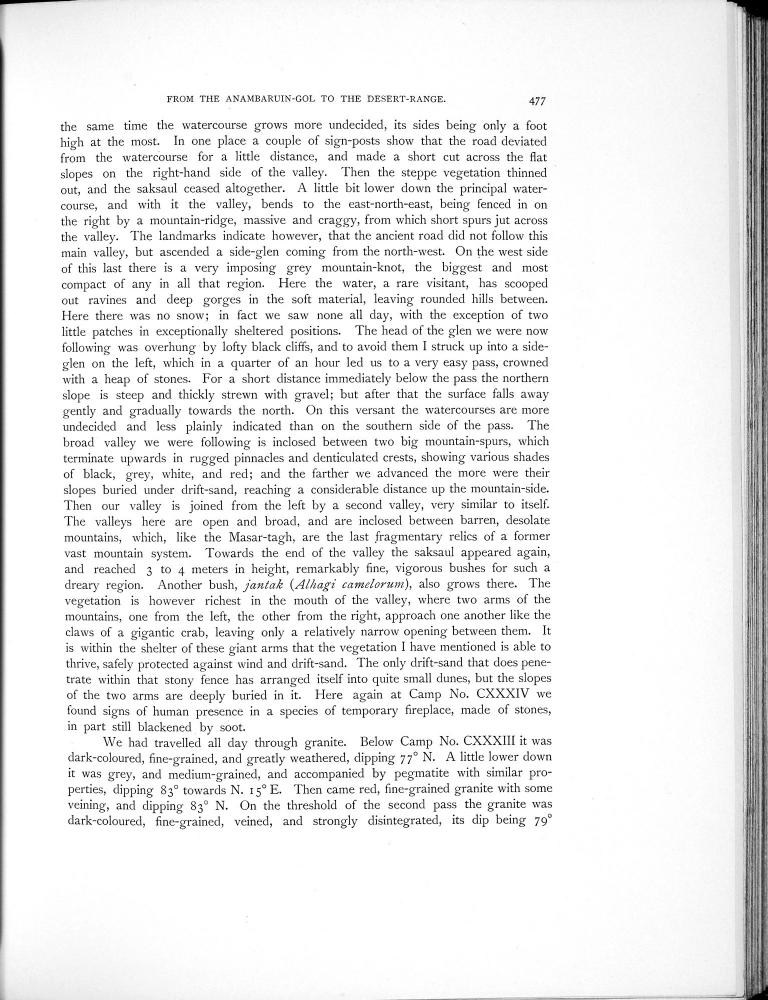 FROM THE ANAMBARUIN-GOL TO THE DESERT-RANGE. 477
the same time the watercourse grows more undecided, its sides being only a foot
high at the most. In one place a couple of sign-posts show that the road deviated
from the watercourse for a little distance, and made a short cut across the flat
slopes on the right-hand side of the valley. Then the steppe vegetation thinned
out, and the saksaul ceased altogether. A little bit lower down the principal water-
course, and with it the valley, bends to the east-north-east, being fenced in on
the right by a mountain-ridge, massive and craggy, from which short spurs jut across
the valley. The landmarks indicate however, that the ancient road did not follow this
main valley, but ascended a side-glen coming from the north-west. On the west side
of this last there is a very imposing grey mountain-knot, the biggest and most
compact of any in all that region. Here the water, a rare visitant, has scooped
out ravines and deep gorges in the soft material, leaving rounded hills between.
Here there was no snow; in fact we saw none all day, with the exception of two
little patches in exceptionally sheltered positions. The head of the glen we were now
following was overhung by lofty black cliffs, and to avoid them I struck up into a side-
glen on the left, which in a quarter of an hour led us to a very easy pass, crowned
with a heap of stones. For a short distance immediately below the pass the northern
slope is steep and thickly strewn with gravel; but after that the surface falls away
gently and gradually towards the north. On this versant the watercourses are more
undecided and less plainly indicated than on the southern side of the pass. The
broad valley we were following is inclosed between two big mountain-spurs, which
terminate upwards in rugged pinnacles and denticulated crests, showing various shades
of black, grey, white, and red; and the farther we advanced the more were their
slopes buried under drift-sand, reaching a considerable distance up the mountain-side.
Then our valley is joined from the left by a second valley, very similar to itself.
The valleys here are open and broad, and are inclosed between barren, desolate
mountains, which, like the Masar-tagh, are the last fragmentary relics of a former
vast mountain system. Towards the end of the valley the saksaul appeared again,
and reached 3 to 4 meters in height, remarkably fine, vigorous bushes for such a
dreary region. Another bush, jantak (Alhagi camelorum), also grows there. The
vegetation is however richest in the mouth of the valley, where two arms of the
mountains, one from the left, the other from the right, approach one another like the
claws of a gigantic crab, leaving only a relatively narrow opening between them. It
is within the shelter of these giant arms that the vegetation I have mentioned is able to
thrive, safely protected against wind and drift-sand. The only drift-sand that does pene-
trate within that stony fence has arranged itself into quite small dunes, but the slopes
of the two arms are deeply buried in it. Here again at Camp No. CXXXIV we
found signs of human presence in a species of temporary fireplace, made of stones,
in part still blackened by soot.
We had travelled all day through granite. Below Camp No. CXXXIII it was
dark-coloured, fine-grained, and greatly weathered, dipping 77° N. A little lower down
it was grey, and medium-grained, and accompanied by pegmatite with similar pro-
perties, dipping 83° towards N. 15° E. Then came red, fine-grained granite with some
veining, and dipping 83° N. On the threshold of the second pass the granite was
dark-coloured, fine-grained, veined, and strongly disintegrated, its dip being 79°